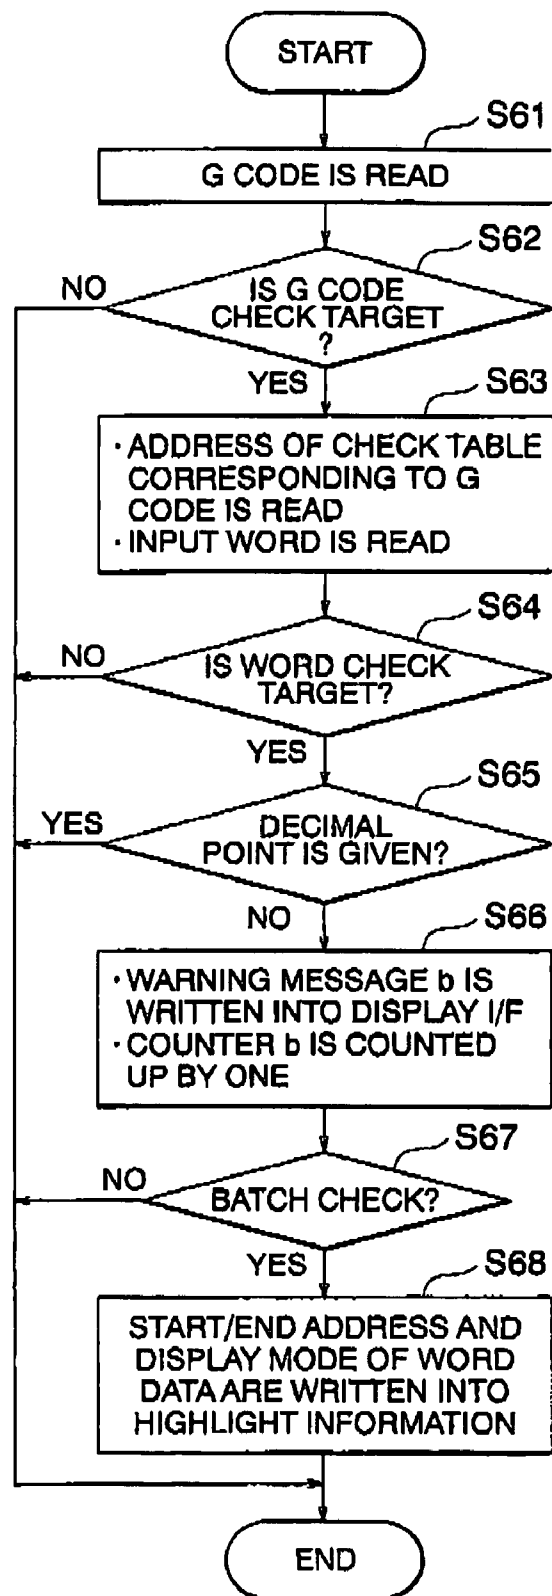 START
S61
G CODE IS READ
S62
NO
IS G CODE
CHECK TARGET
?
YES
S63
· ADDRESS OF CHECK TABLE
CORRESPONDING TO G
CODE IS READ
· INPUT WORD IS READ
S64
NO
IS WORD CHECK
TARGET?
YES
S65
YES
DECIMAL
POINT IS GIVEN?
NO
S66
· WARNING MESSAGE b IS
WRITTEN INTO DISPLAY I/F
· COUNTER b IS COUNTED
UP BY ONE
S67
NO
BATCH CHECK?
YES
S68
START/END ADDRESS AND
DISPLAY MODE OF WORD
DATA ARE WRITTEN INTO
HIGHLIGHT INFORMATION
END